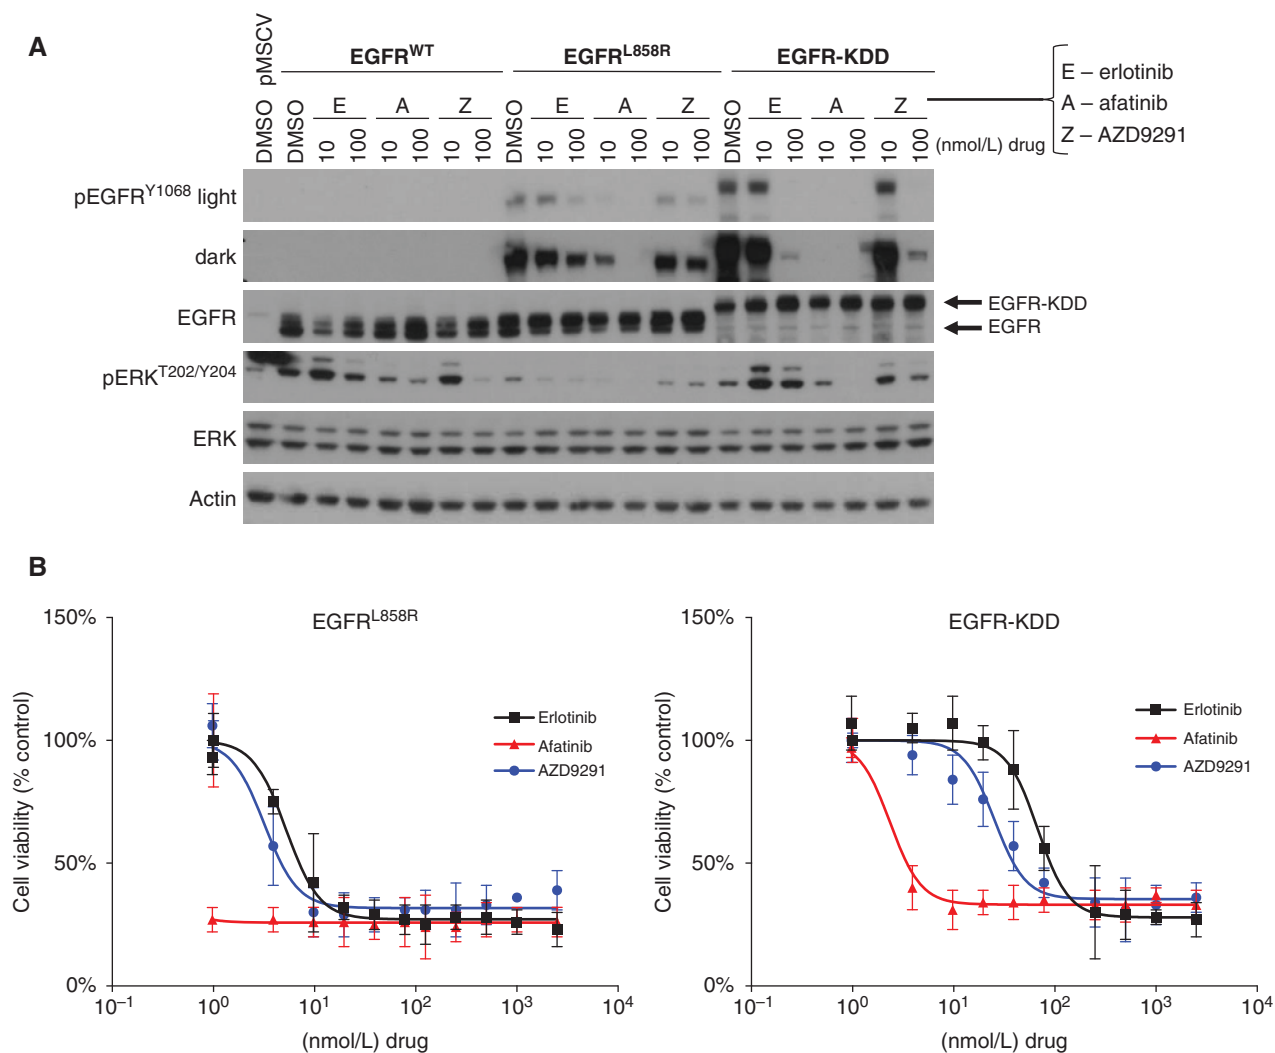 A
pMSCV
EGFRWT
EGFRL858R
EGFR-KDD
E – erlotinib
A – afatinib
Z – AZD9291
E A Z E A Z E A Z
DMSO DMSO 10 100 10 100 10 100 DMSO 10 100 10 100 10 100 DMSO 10 100 10 100 10 100 (nmol/L) drug
pEGFRY1068 light
dark
EGFR
EGFR-KDD
EGFR
pERKT202/Y204
ERK
Actin
B
EGFRL858R
150%
100%
50%
0%
Cell viability (% control)
Erlotinib
Afatinib
AZD9291
10−1 100 101 102 103 104
(nmol/L) drug
EGFR-KDD
150%
100%
50%
0%
Cell viability (% control)
Erlotinib
Afatinib
AZD9291
10−1 100 101 102 103 104
(nmol/L) drug